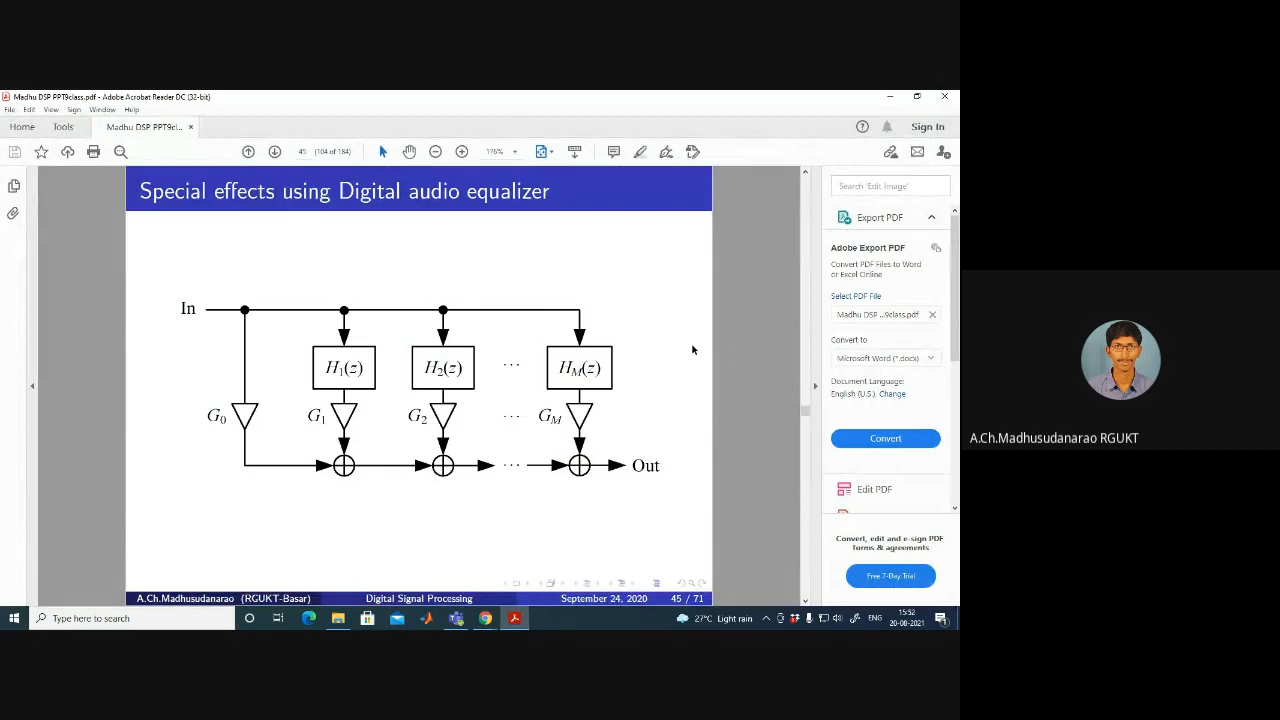 Madhu DSP PPT9class.pdf - Adobe Acrobat Reader DC (32-bit)
File Edit View Sign Window Help
Home Tools Madhu DSP PPT9cl... × Sign In
45 (104 of 184) 176%
Special effects using Digital audio equalizer
In
H1(z) H2(z) ... HM(z)
G0 G1 G2 ... GM
... Out
A.Ch.Madhusudanarao (RGUKT-Basar) Digital Signal Processing September 24, 2020 45 / 71
Search 'Edit Image'
Export PDF
Adobe Export PDF
Convert PDF Files to Word
or Excel Online
Select PDF File
Madhu DSP ...9class.pdf
Convert to
Microsoft Word (*.docx)
Document Language:
English (U.S.) Change
Convert
Edit PDF
Convert, edit and e-sign PDF
forms & agreements
Free 7-Day Trial
Type here to search
27°C Light rain ENG 15:52
20-08-2021
A.Ch.Madhusudanarao RGUKT